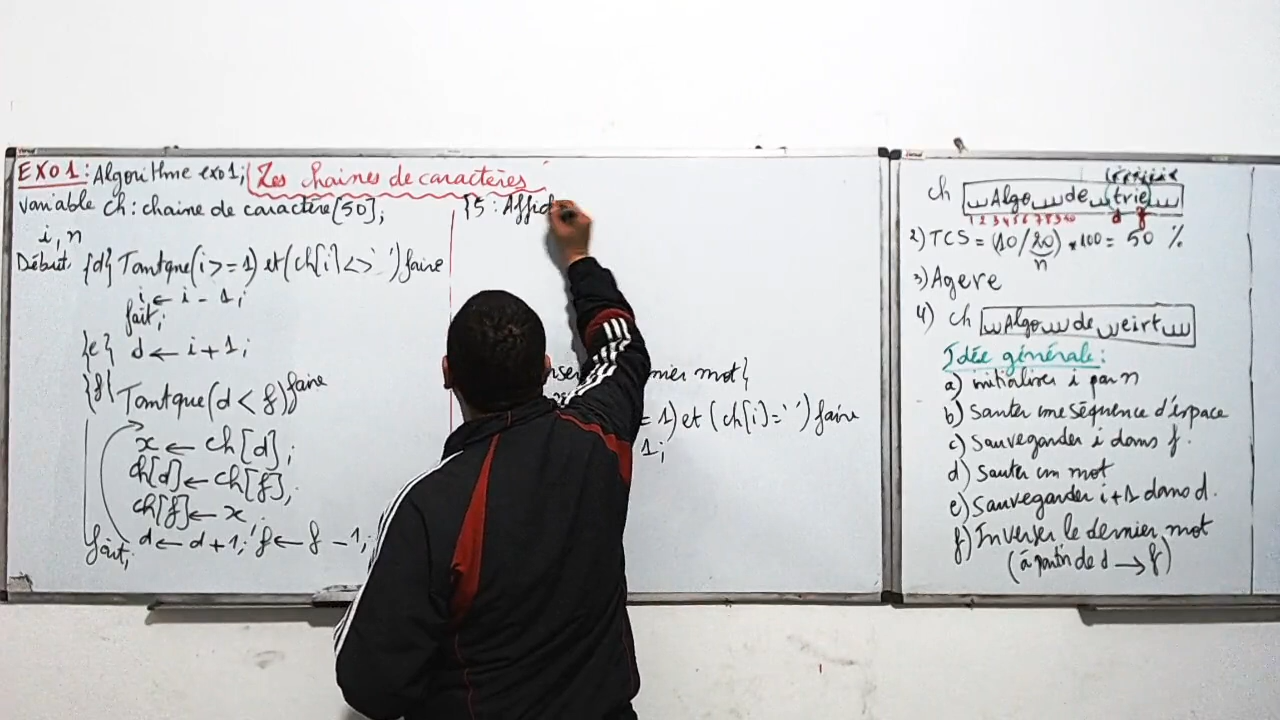 EXO1: Algorithme exo1; Les chaines de caractères
variable ch: chaine de caractère[50];
i, n
Début
{d} Tantque(i>=1) et (ch[i]<>' ') faire
i ← i - 1;
fait;
{e} d ← i+1;
{f} Tantque(d < f) faire
x ← ch[d];
ch[d] ← ch[f];
ch[f] ← x
d ← d+1; f ← f -1;
fait;
{5: Affich
dernier mot}
= 1) et (ch[i]=' ') faire
1;
ch ⎵Algo⎵⎵de⎵trie⎵⎵
1 2 3 4 5 6 7 8 9 10
d f
2) TCS = (10/20) * 100 = 50 %
n
3) Agere
4) ch ⎵Algo⎵⎵de⎵eirt⎵⎵
Idée générale:
a) initialiser i par n
b) Sauter une séquence d'espace
c) Sauvegarder i dans f.
d) Sauter un mot
e) Sauvegarder i+1 dans d.
f) Inverser le dernier mot
(à partir de d → f)